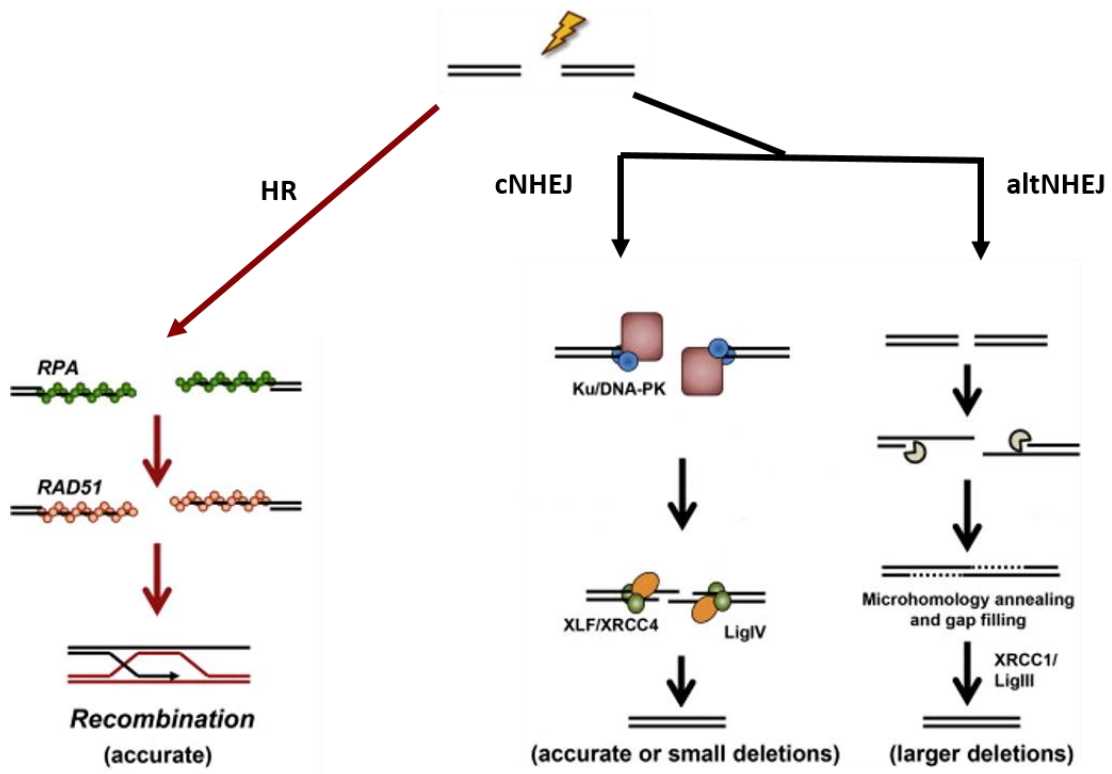 HR
cNHEJ
altNHEJ
RPA
RAD51
Recombination
(accurate)
Ku/DNA-PK
XLF/XRCC4
LigIV
(accurate or small deletions)
Microhomology annealing
and gap filling
XRCC1/
LigIII
(larger deletions)